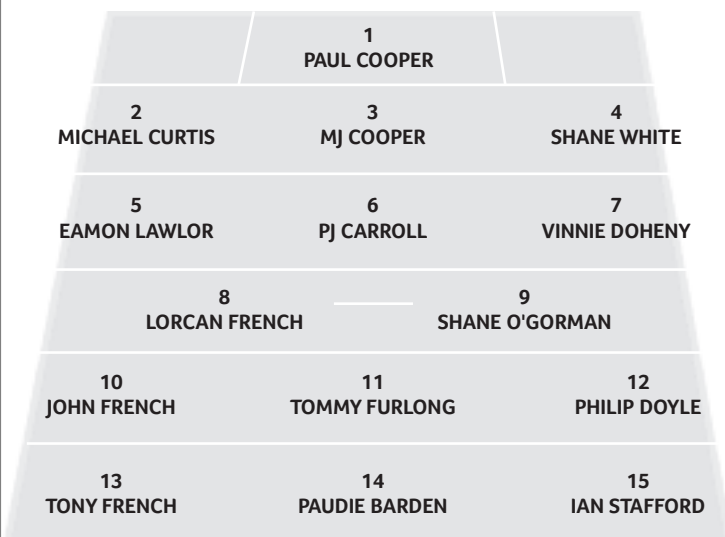 1
PAUL COOPER
2
MICHAEL CURTIS
3
MJ COOPER
4
SHANE WHITE
5
EAMON LAWLOR
6
PJ CARROLL
7
VINNIE DOHENY
8
LORCAN FRENCH
9
SHANE O'GORMAN
10
JOHN FRENCH
11
TOMMY FURLONG
12
PHILIP DOYLE
13
TONY FRENCH
14
PAUDIE BARDEN
15
IAN STAFFORD